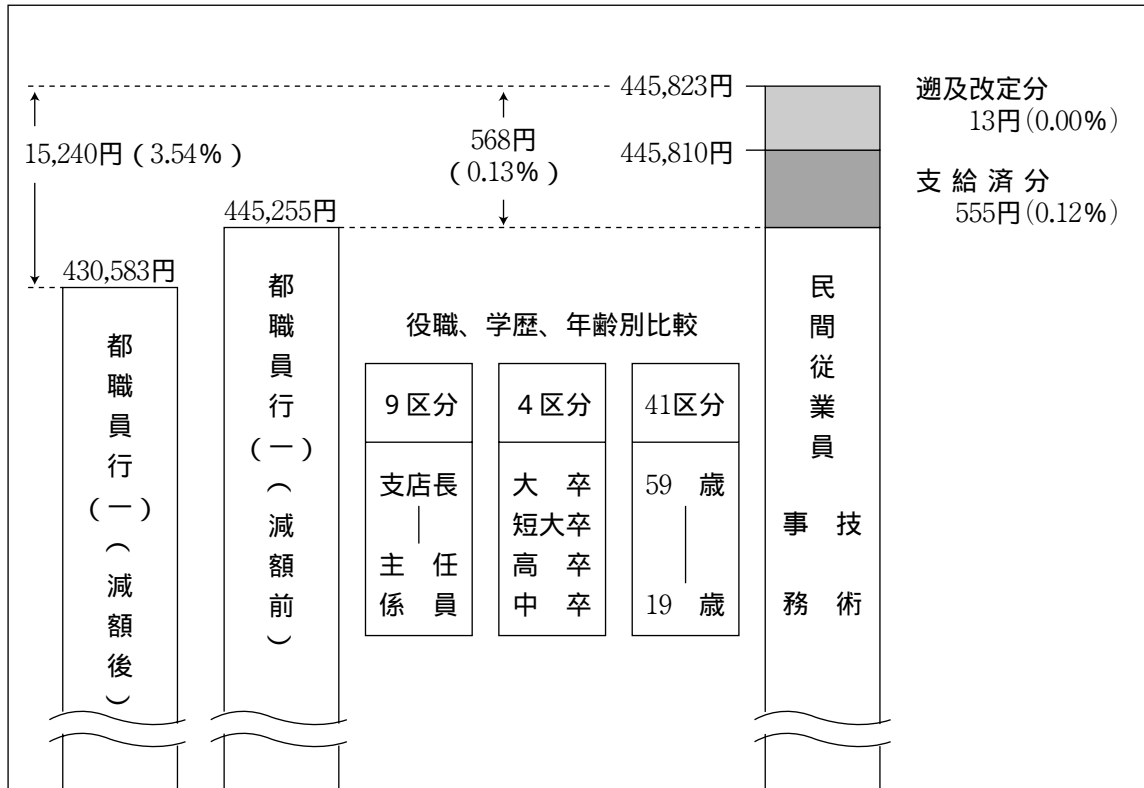 445,823円
遡及改定分
13円(0.00%)
15,240円(3.54%)
568円
(0.13%)
445,810円
支給済分
555円(0.12%)
445,255円
430,583円
都職員行(一)(減額後)
都職員行(一)(減額前)
役職、学歴、年齢別比較
9区分
支店長
主任
係員
4区分
大卒
短大卒
高卒
中卒
41区分
59歳
19歳
民間従業員
事務
技術